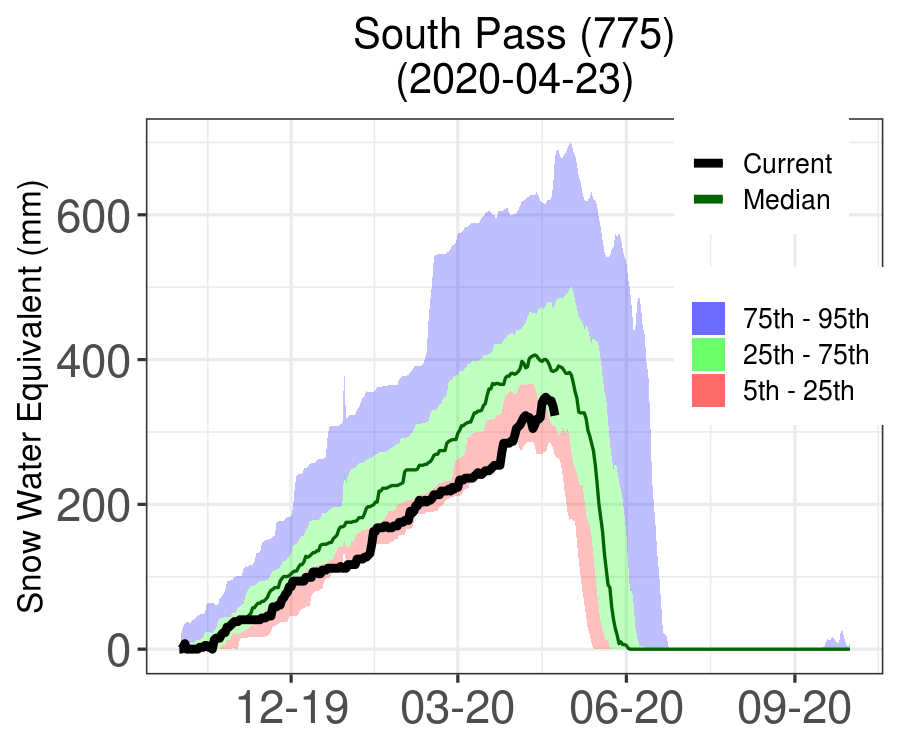 South Pass (775)
(2020-04-23)
Snow Water Equivalent (mm)
600
400
200
0
12-19
03-20
06-20
09-20
Current
Median
75th - 95th
25th - 75th
5th - 25th